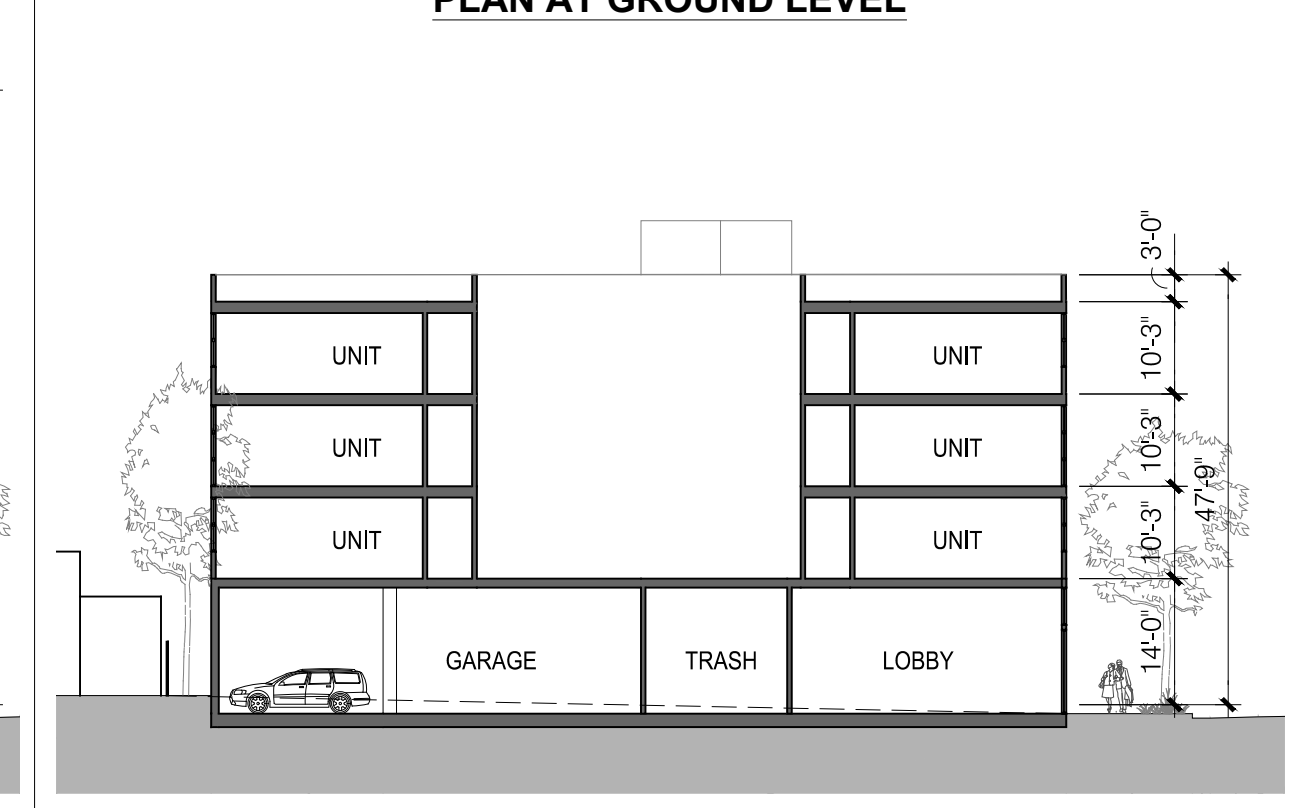 PLAN AT GROUND LEVEL
3'-0"
UNIT
UNIT
10'-3"
UNIT
UNIT
10'-3"
47'-9"
UNIT
UNIT
10'-3"
GARAGE
TRASH
LOBBY
14'-0"